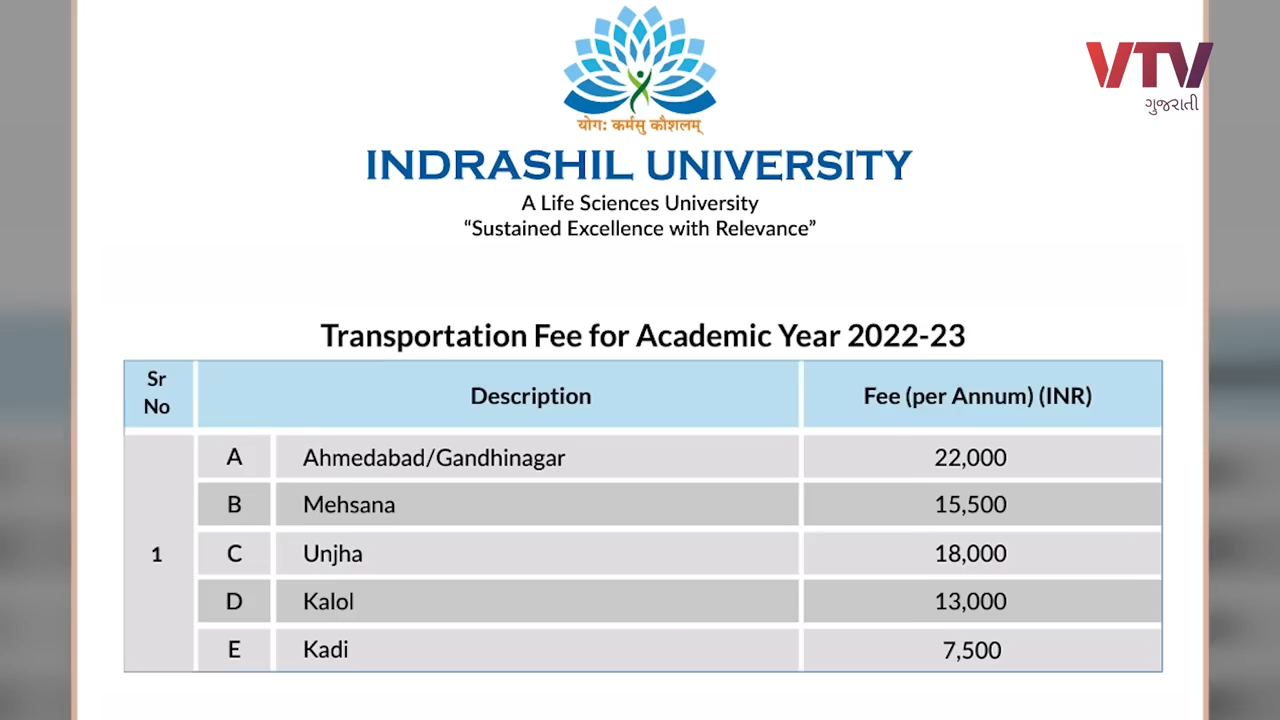 VTV
ગુજરાતી
योगः कर्मसु कौशलम्
INDRASHIL UNIVERSITY
A Life Sciences University
“Sustained Excellence with Relevance”
Transportation Fee for Academic Year 2022-23
Sr No Description Fee (per Annum) (INR)
1
A Ahmedabad/Gandhinagar 22,000
B Mehsana 15,500
C Unjha 18,000
D Kalol 13,000
E Kadi 7,500